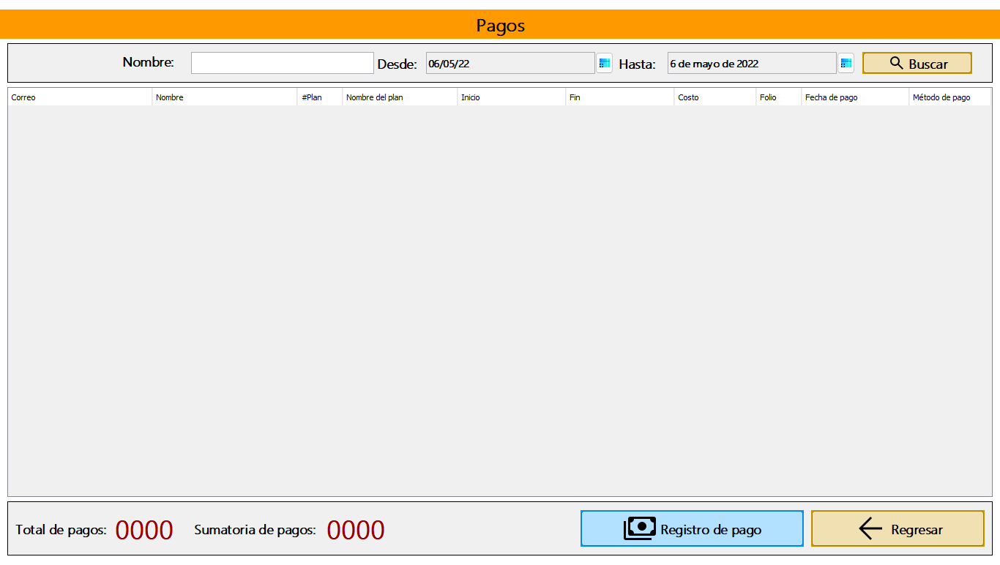 Pagos
Nombre: Desde: 06/05/22 Hasta: 6 de mayo de 2022 Buscar
Correo Nombre #Plan Nombre del plan Inicio Fin Costo Folio Fecha de pago Método de pago
Total de pagos: 0000 Sumatoria de pagos: 0000 Registro de pago Regresar